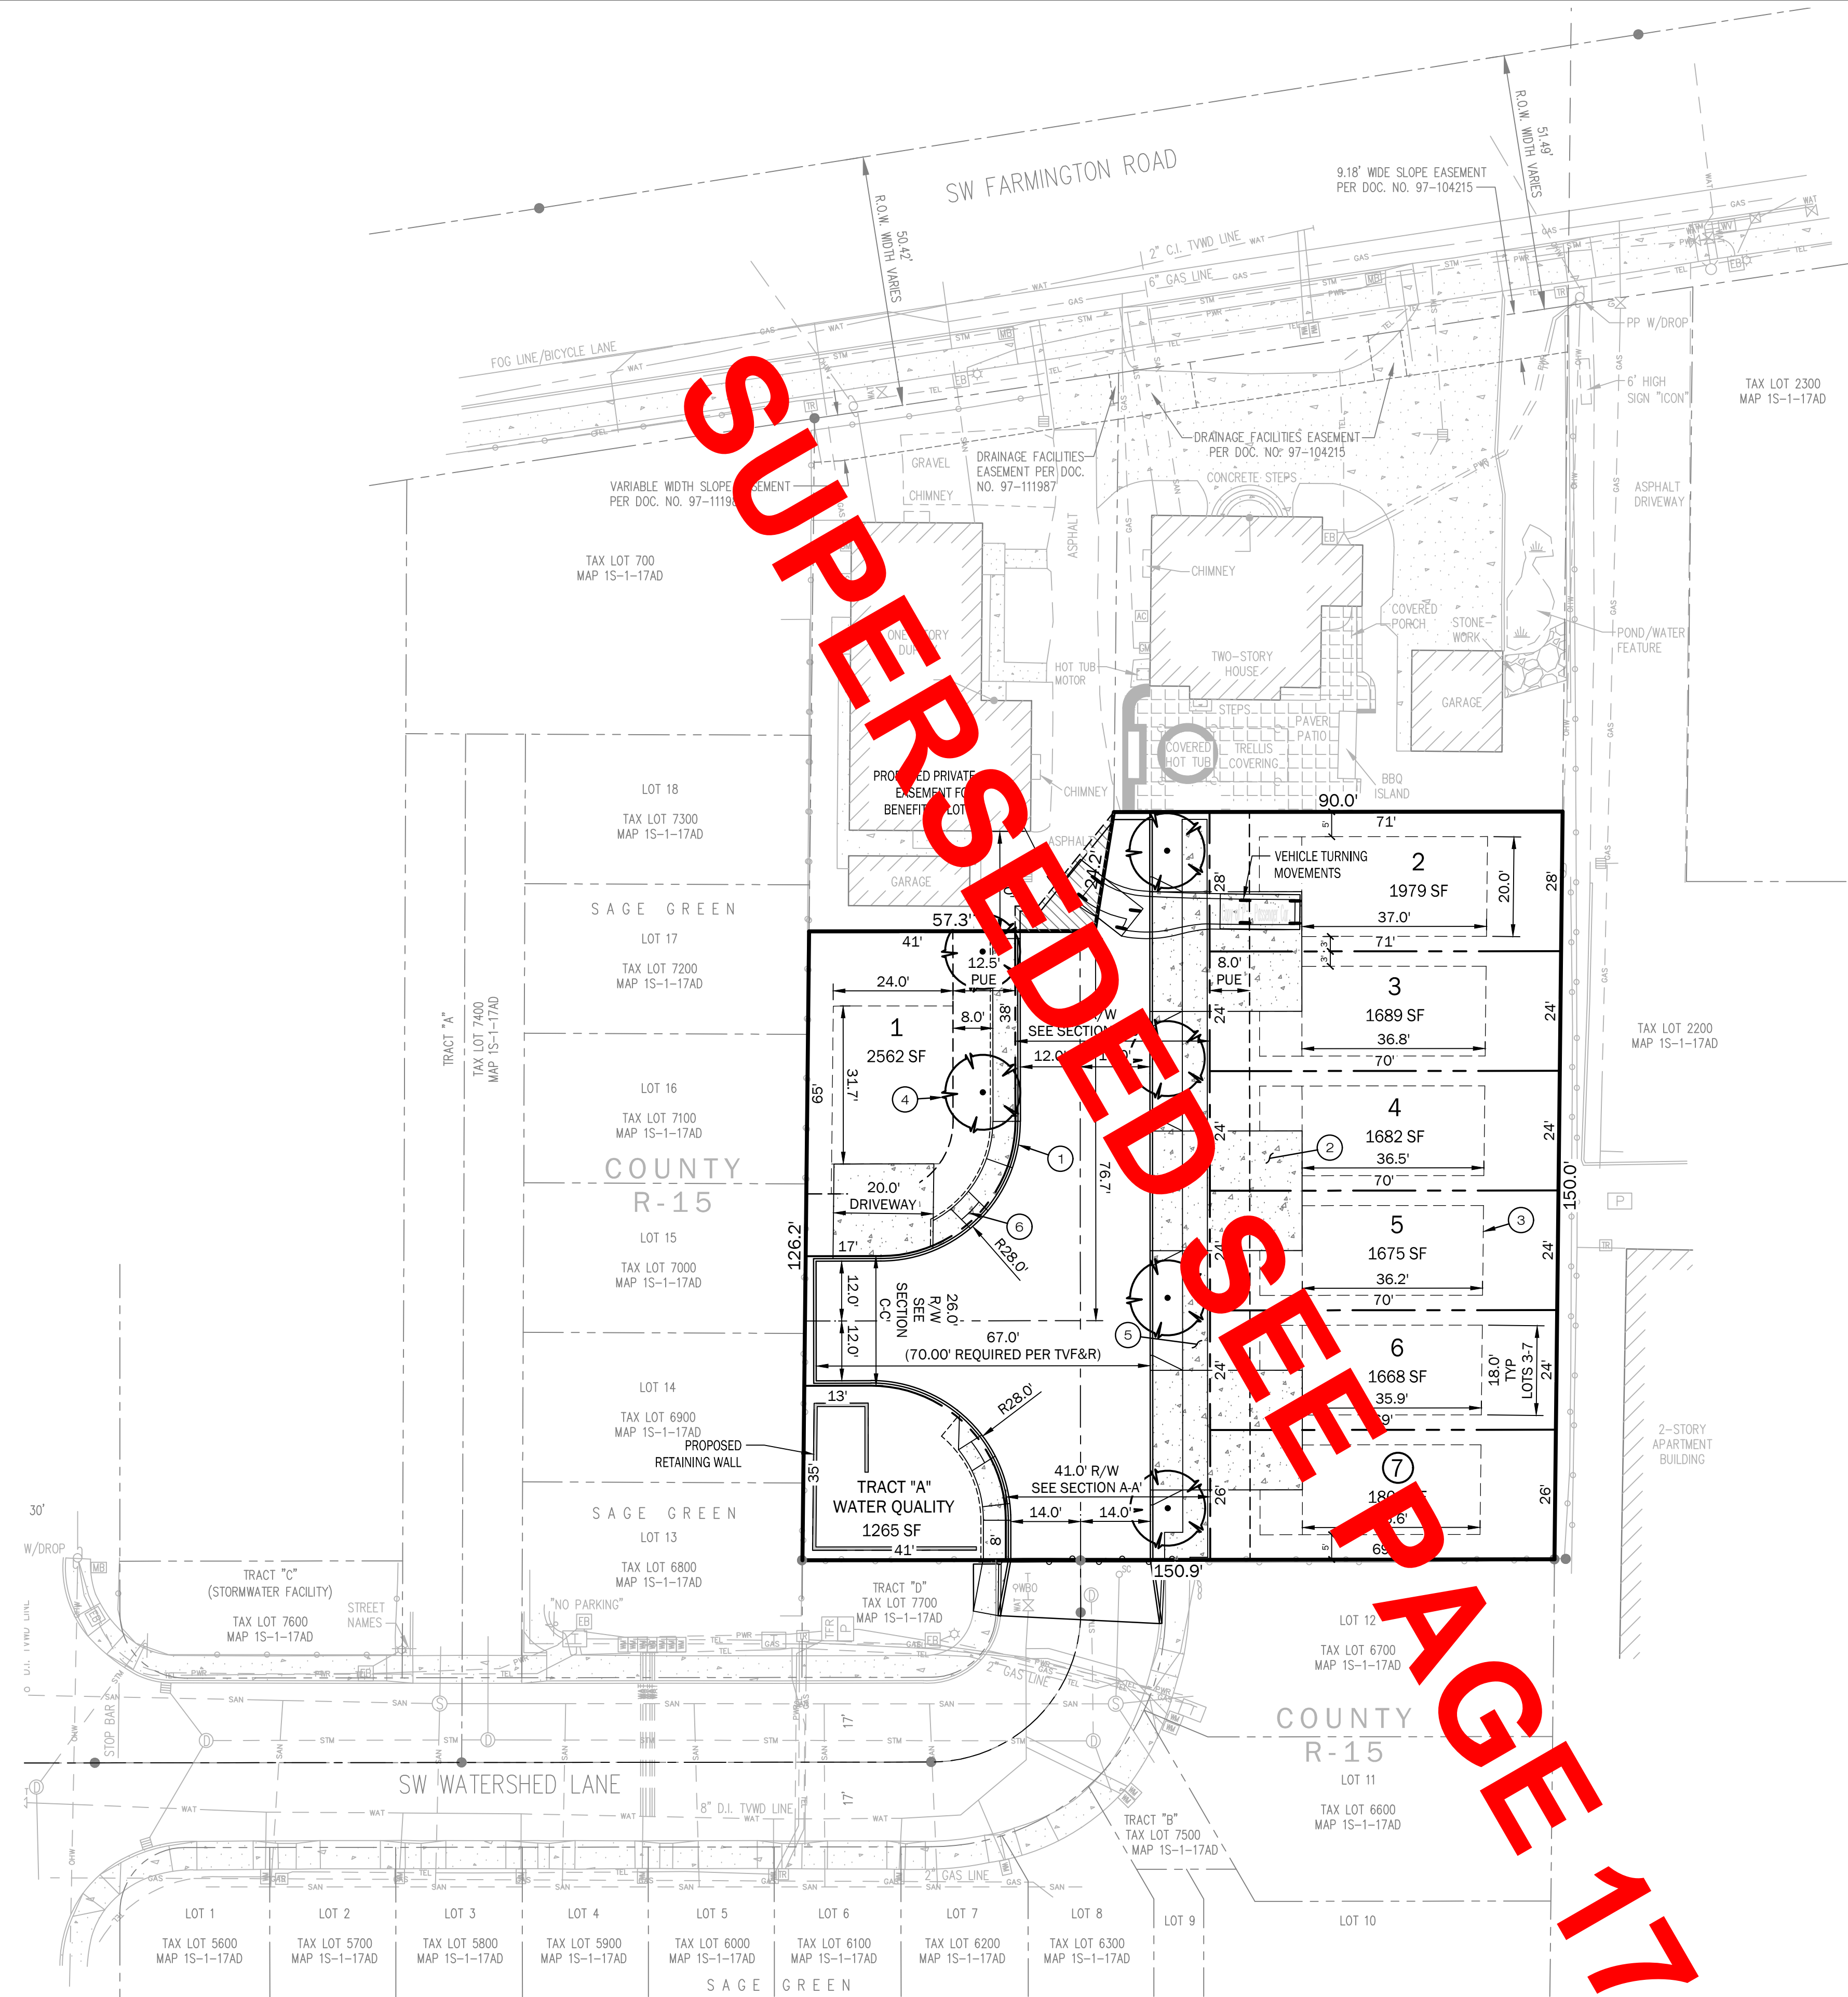 SUPERSEDED SEE PAGE 17
SW FARMINGTON ROAD
51.49'
R.O.W. WIDTH VARIES
50.42'
R.O.W. WIDTH VARIES
9.18' WIDE SLOPE EASEMENT
PER DOC. NO. 97-104215
2" C.I. TVWD LINE
6" GAS LINE
FOG LINE/BICYCLE LANE
PP W/DROP
6' HIGH
SIGN "ICON"
TAX LOT 2300
MAP 1S-1-17AD
DRAINAGE FACILITIES EASEMENT
PER DOC. NO. 97-104215
DRAINAGE FACILITIES
EASEMENT PER DOC.
NO. 97-111987
VARIABLE WIDTH SLOPE
PER DOC. NO.
GRAVEL
CHIMNEY
CONCRETE STEPS
ASPHALT
ASPHALT
DRIVEWAY
TAX LOT 700
MAP 1S-1-17AD
CHIMNEY
COVERED
PORCH
STONE-
WORK
POND/WATER
FEATURE
TWO-STORY
HOUSE
HOT TUB
MOTOR
GARAGE
STEPS
PAVER
PATIO
COVERED
HOT TUB
TRELLIS
COVERING
BBQ
ISLAND
CHIMNEY
ASPHALT
GARAGE
LOT 18
TAX LOT 7300
MAP 1S-1-17AD
SAGE GREEN
LOT 17
TAX LOT 7200
MAP 1S-1-17AD
TRACT "A"
TAX LOT 7400
MAP 1S-1-17AD
LOT 16
TAX LOT 7100
MAP 1S-1-17AD
COUNTY
R-15
LOT 15
TAX LOT 7000
MAP 1S-1-17AD
LOT 14
TAX LOT 6900
MAP 1S-1-17AD
PROPOSED
RETAINING WALL
SAGE GREEN
LOT 13
TAX LOT 6800
MAP 1S-1-17AD
90.0'
71'
24.2'
VEHICLE TURNING
MOVEMENTS
2
1979 SF
20.0'
28'
28'
37.0'
71'
57.3'
41'
12.5'
PUE
8.0'
PUE
24.0'
8.0'
38'
1
2562 SF
31.7'
65'
4
1
20.0'
DRIVEWAY
6
R28.0'
17'
126.2'
SEE SECTION
12.0'
76.7'
3
1689 SF
36.8'
70'
24'
24'
4
1682 SF
36.5'
70'
24'
24'
2
5
1675 SF
36.2'
70'
24'
24'
3
150.0'
6
1668 SF
35.9'
24'
24'
18.0'
TYP
LOTS 3-7
7
26'
26'
12.0'
12.0'
26.0'
R/W
SEE
SECTION
C-C'
67.0'
(70.00' REQUIRED PER TVF&R)
5
13'
R28.0'
35'
TRACT "A"
WATER QUALITY
1265 SF
41'
8'
41.0' R/W
SEE SECTION A-A'
14.0'
14.0'
150.9'
TAX LOT 2200
MAP 1S-1-17AD
2-STORY
APARTMENT
BUILDING
30'
W/DROP
TRACT "C"
(STORMWATER FACILITY)
TAX LOT 7600
MAP 1S-1-17AD
STREET
NAMES
"NO PARKING"
TRACT "D"
TAX LOT 7700
MAP 1S-1-17AD
2" GAS LINE
STOP BAR
17'
17'
SW WATERSHED LANE
8" D.I. TVWD LINE
2" GAS LINE
LOT 12
TAX LOT 6700
MAP 1S-1-17AD
COUNTY
R-15
LOT 11
TAX LOT 6600
MAP 1S-1-17AD
TRACT "B"
TAX LOT 7500
MAP 1S-1-17AD
LOT 1
TAX LOT 5600
MAP 1S-1-17AD
LOT 2
TAX LOT 5700
MAP 1S-1-17AD
LOT 3
TAX LOT 5800
MAP 1S-1-17AD
LOT 4
TAX LOT 5900
MAP 1S-1-17AD
LOT 5
TAX LOT 6000
MAP 1S-1-17AD
LOT 6
TAX LOT 6100
MAP 1S-1-17AD
LOT 7
TAX LOT 6200
MAP 1S-1-17AD
LOT 8
TAX LOT 6300
MAP 1S-1-17AD
LOT 9
LOT 10
SAGE GREEN